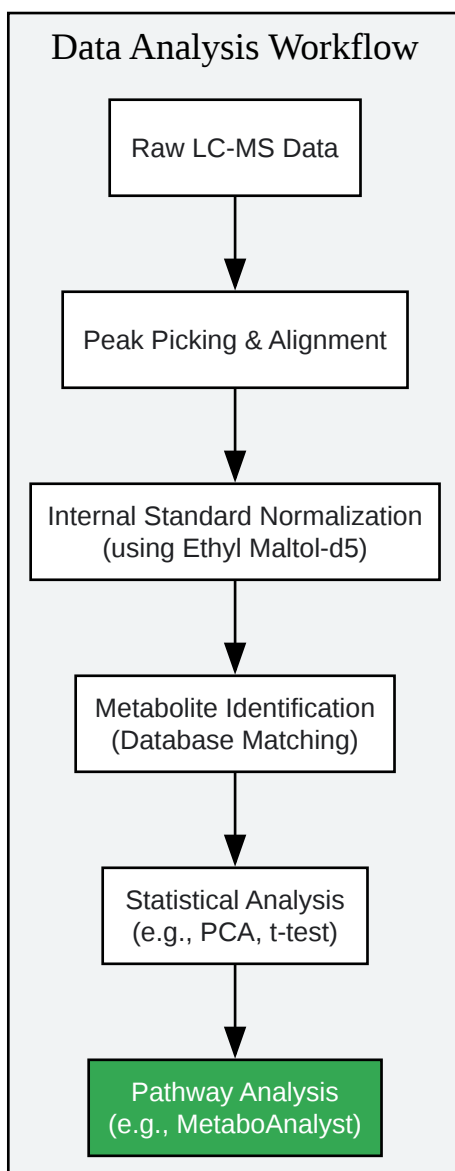 Data Analysis Workflow
Raw LC-MS Data
Peak Picking & Alignment
Internal Standard Normalization
(using Ethyl Maltol-d5)
Metabolite Identification
(Database Matching)
Statistical Analysis
(e.g., PCA, t-test)
Pathway Analysis
(e.g., MetaboAnalyst)